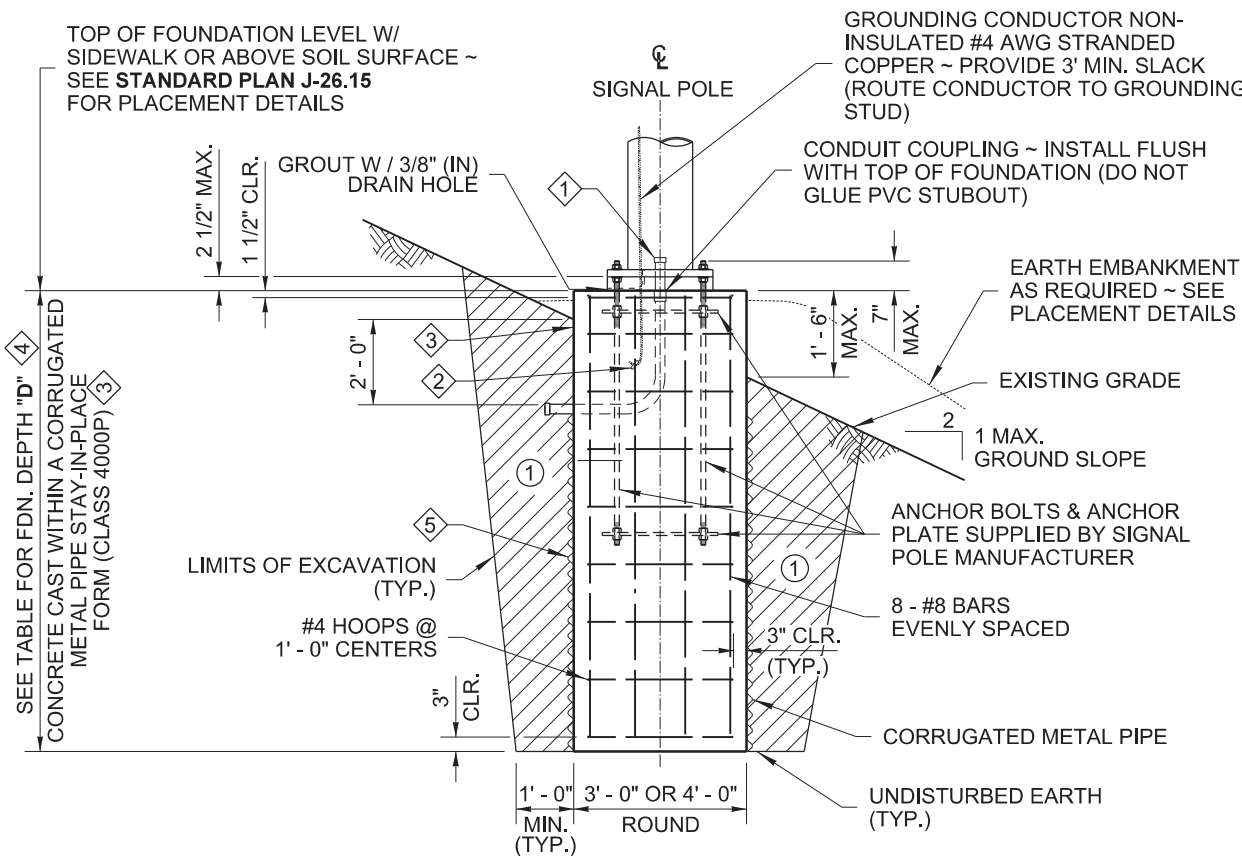 TOP OF FOUNDATION LEVEL W/
SIDEWALK OR ABOVE SOIL SURFACE ~
SEE STANDARD PLAN J-26.15
FOR PLACEMENT DETAILS
℄
SIGNAL POLE
GROUNDING CONDUCTOR NON-
INSULATED #4 AWG STRANDED
COPPER ~ PROVIDE 3' MIN. SLACK
(ROUTE CONDUCTOR TO GROUNDING
STUD)
CONDUIT COUPLING ~ INSTALL FLUSH
WITH TOP OF FOUNDATION (DO NOT
GLUE PVC STUBOUT)
GROUT W / 3/8" (IN)
DRAIN HOLE
1
2 1/2" MAX.
1 1/2" CLR.
EARTH EMBANKMENT
AS REQUIRED ~ SEE
PLACEMENT DETAILS
1' - 6"
MAX.
7"
MAX.
2' - 0"
3
2
EXISTING GRADE
2
1 MAX.
GROUND SLOPE
SEE TABLE FOR FDN. DEPTH "D" 4
CONCRETE CAST WITHIN A CORRUGATED
METAL PIPE STAY-IN-PLACE
FORM (CLASS 4000P) 3
1
5
ANCHOR BOLTS & ANCHOR
PLATE SUPPLIED BY SIGNAL
POLE MANUFACTURER
1
LIMITS OF EXCAVATION
(TYP.)
8 - #8 BARS
EVENLY SPACED
#4 HOOPS @
1' - 0" CENTERS
3" CLR.
(TYP.)
3"
CLR.
CORRUGATED METAL PIPE
1' - 0"
MIN.
(TYP.)
3' - 0" OR 4' - 0"
ROUND
UNDISTURBED EARTH
(TYP.)